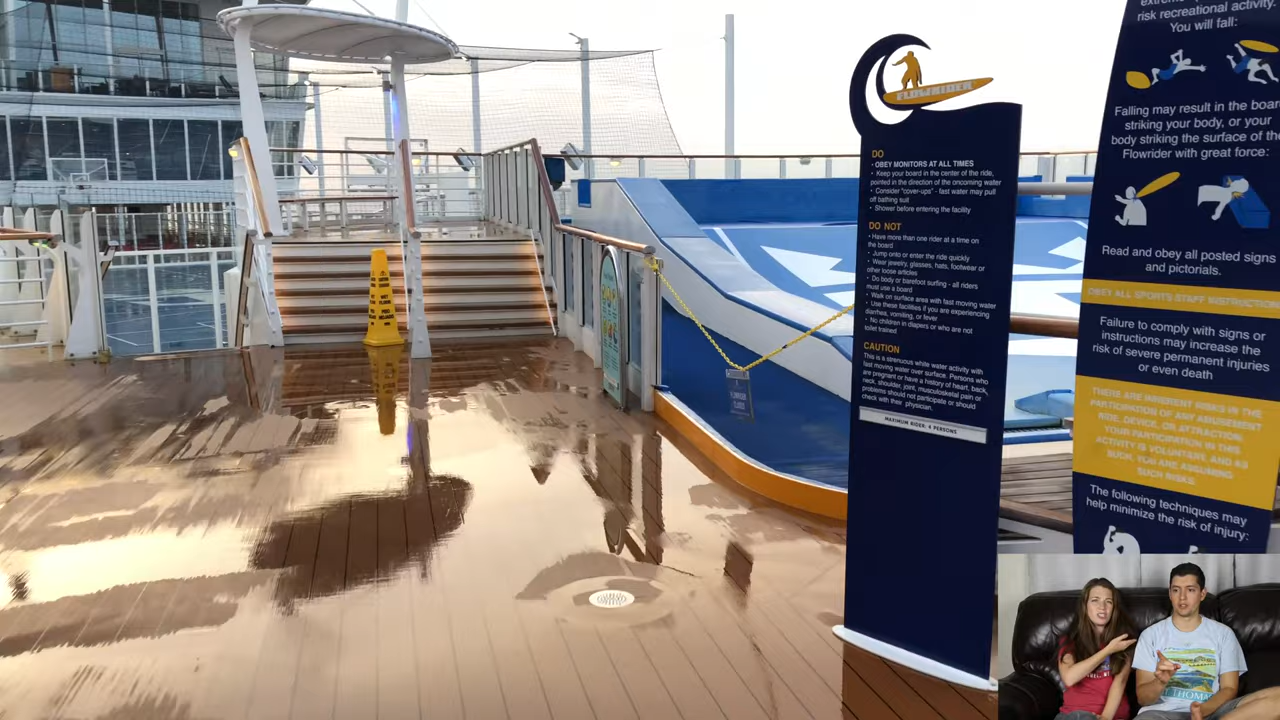 FLOWRIDER
DO
• OBEY MONITORS AT ALL TIMES
• Keep your board in the center of the ride,
pointed in the direction of the oncoming water
• Consider "cover-ups" - fast water may pull
off bathing suit
• Shower before entering the facility
DO NOT
• Have more than one rider at a time on
the board
• Jump onto or enter the ride quickly
• Wear jewelry, glasses, hats, footwear or
other loose articles
• Do body or barefoot surfing - all riders
must use a board
• Walk on surface area with fast moving water
• Use these facilities if you are experiencing
diarrhea, vomiting, or fever
• No children in diapers or who are not
toilet trained
CAUTION
This is a strenuous white water activity with
fast moving water over surface. Persons who
are pregnant or have a history of heart, back,
neck, shoulder, joint, musculoskeletal pain or
problems should not participate or should
check with their physician.
MAXIMUM RIDER: 4 PERSONS
risk recreational activity.
You will fall:
Falling may result in the board
striking your body, or your
body striking the surface of the
Flowrider with great force:
Read and obey all posted signs
and pictorials.
OBEY ALL SPORTS STAFF INSTRUCTION
Failure to comply with signs or
instructions may increase the
risk of severe permanent injuries
or even death
THERE ARE INHERENT RISKS IN THE
PARTICIPATION OF ANY AMUSEMENT
RIDE, DEVICE, OR ATTRACTION.
YOUR PARTICIPATION IN THIS
ACTIVITY IS VOLUNTARY, AND AS
SUCH, YOU ARE ASSUMING
SUCH RISKS.
The following techniques may
help minimize the risk of injury:
FLOWRIDER
CLOSED
WET
FLOOR